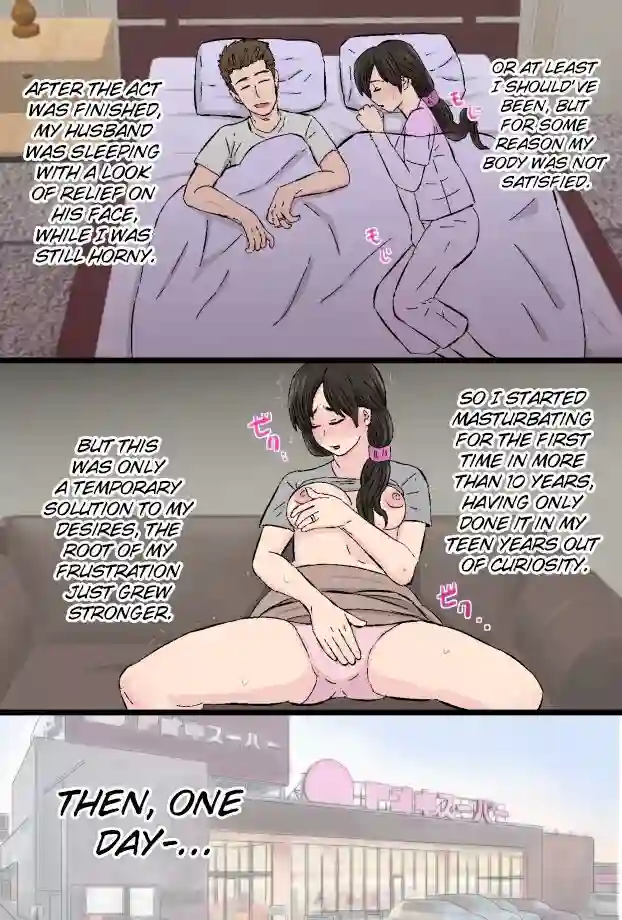 AFTER THE ACT
WAS FINISHED,
MY HUSBAND
WAS SLEEPING
WITH A LOOK
OF RELIEF ON
HIS FACE,
WHILE I WAS
STILL HORNY.
OR AT LEAST
I SHOULD'VE
BEEN, BUT
FOR SOME
REASON MY
BODY WAS NOT
SATISFIED.
もじ
もじ
SO I STARTED
MASTURBATING
FOR THE FIRST
TIME IN MORE
THAN 10 YEARS,
HAVING ONLY
DONE IT IN MY
TEEN YEARS OUT
OF CURIOSITY.
BUT THIS
WAS ONLY
A TEMPORARY
SOLUTION TO MY
DESIRES, THE
ROOT OF MY
FRUSTRATION
JUST GREW
STRONGER.
ビク..
ビク..
スーパー
スーパー
THEN, ONE
DAY-...